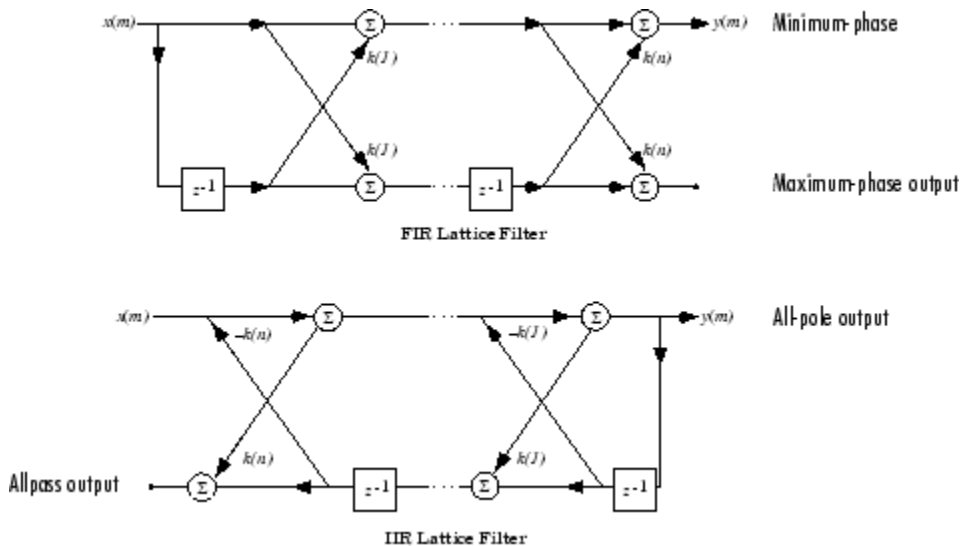 x(m) Σ ... Σ y(m) Minimum-phase
k(1) k(n)
k(1) k(n)
z-1 Σ ... z-1 Σ Maximum-phase output
FIR Lattice Filter
x(m) Σ ... Σ y(m) All-pole output
–k(n) –k(1)
k(n) k(1)
Allpass output Σ z-1 ... Σ z-1
IIR Lattice Filter